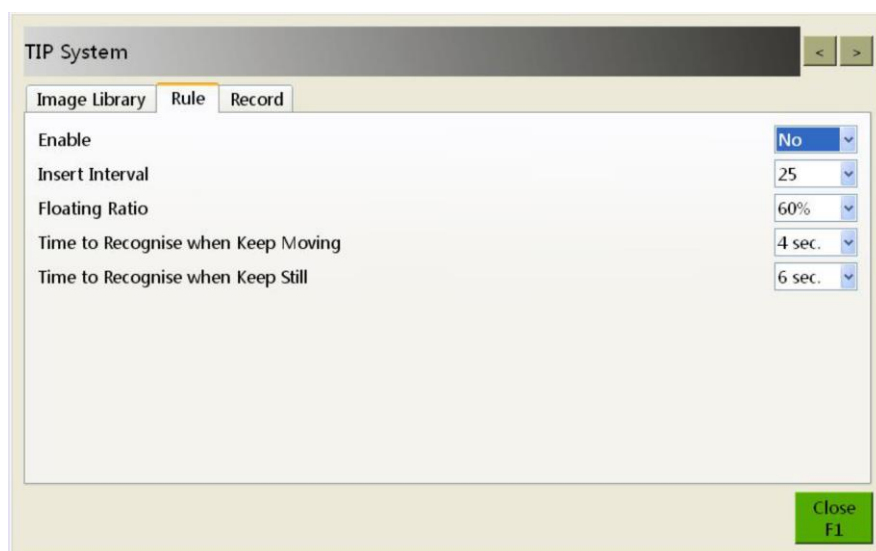 TIP System
< >
Image Library Rule Record
Enable No
Insert Interval 25
Floating Ratio 60%
Time to Recognise when Keep Moving 4 sec.
Time to Recognise when Keep Still 6 sec.
Close
F1